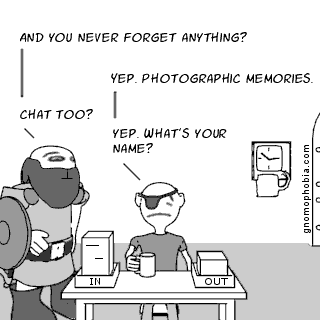 AND YOU NEVER FORGET ANYTHING?
YEP. PHOTOGRAPHIC MEMORIES.
CHAT TOO?
YEP. WHAT'S YOUR
NAME?
gnomophobia.com
IN
OUT